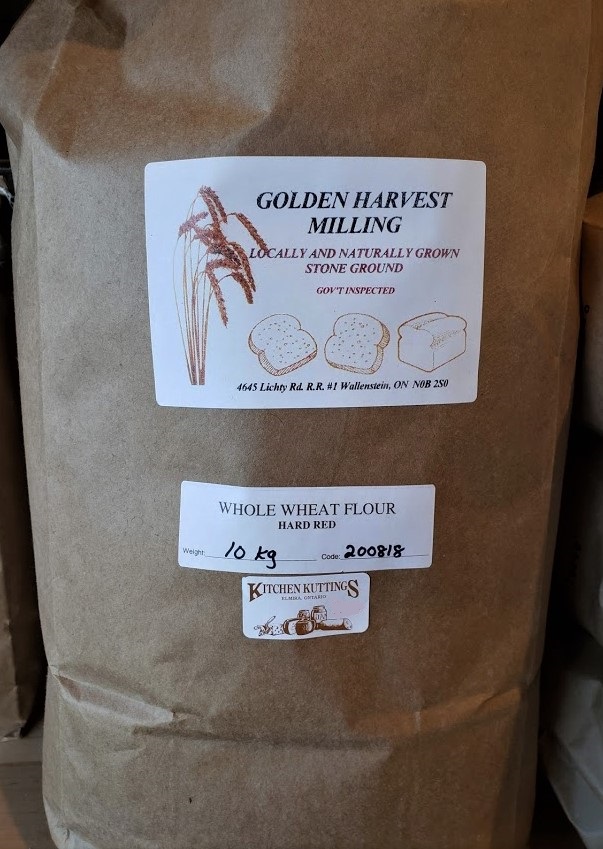 GOLDEN HARVEST
MILLING
LOCALLY AND NATURALLY GROWN
STONE GROUND
GOV'T INSPECTED
4645 Lichty Rd. R.R. #1 Wallenstein, ON N0B 2S0
WHOLE WHEAT FLOUR
HARD RED
Weight: 10 kg Code: 200818
KITCHEN KUTTINGS
ELMIRA, ONTARIO